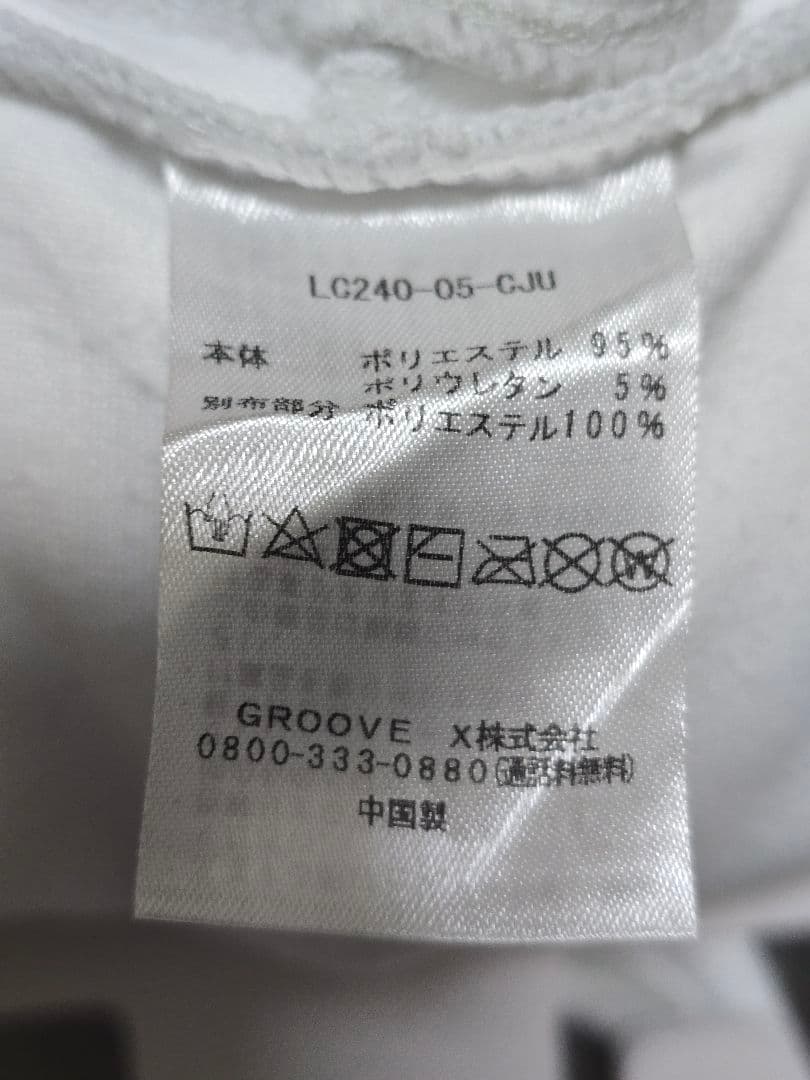 LC240-05-CJU
本体 ポリエステル 95%
ポリウレタン 5%
別布部分 ポリエステル100%
GROOVE X株式会社
0800-333-0880(通話料無料)
中国製